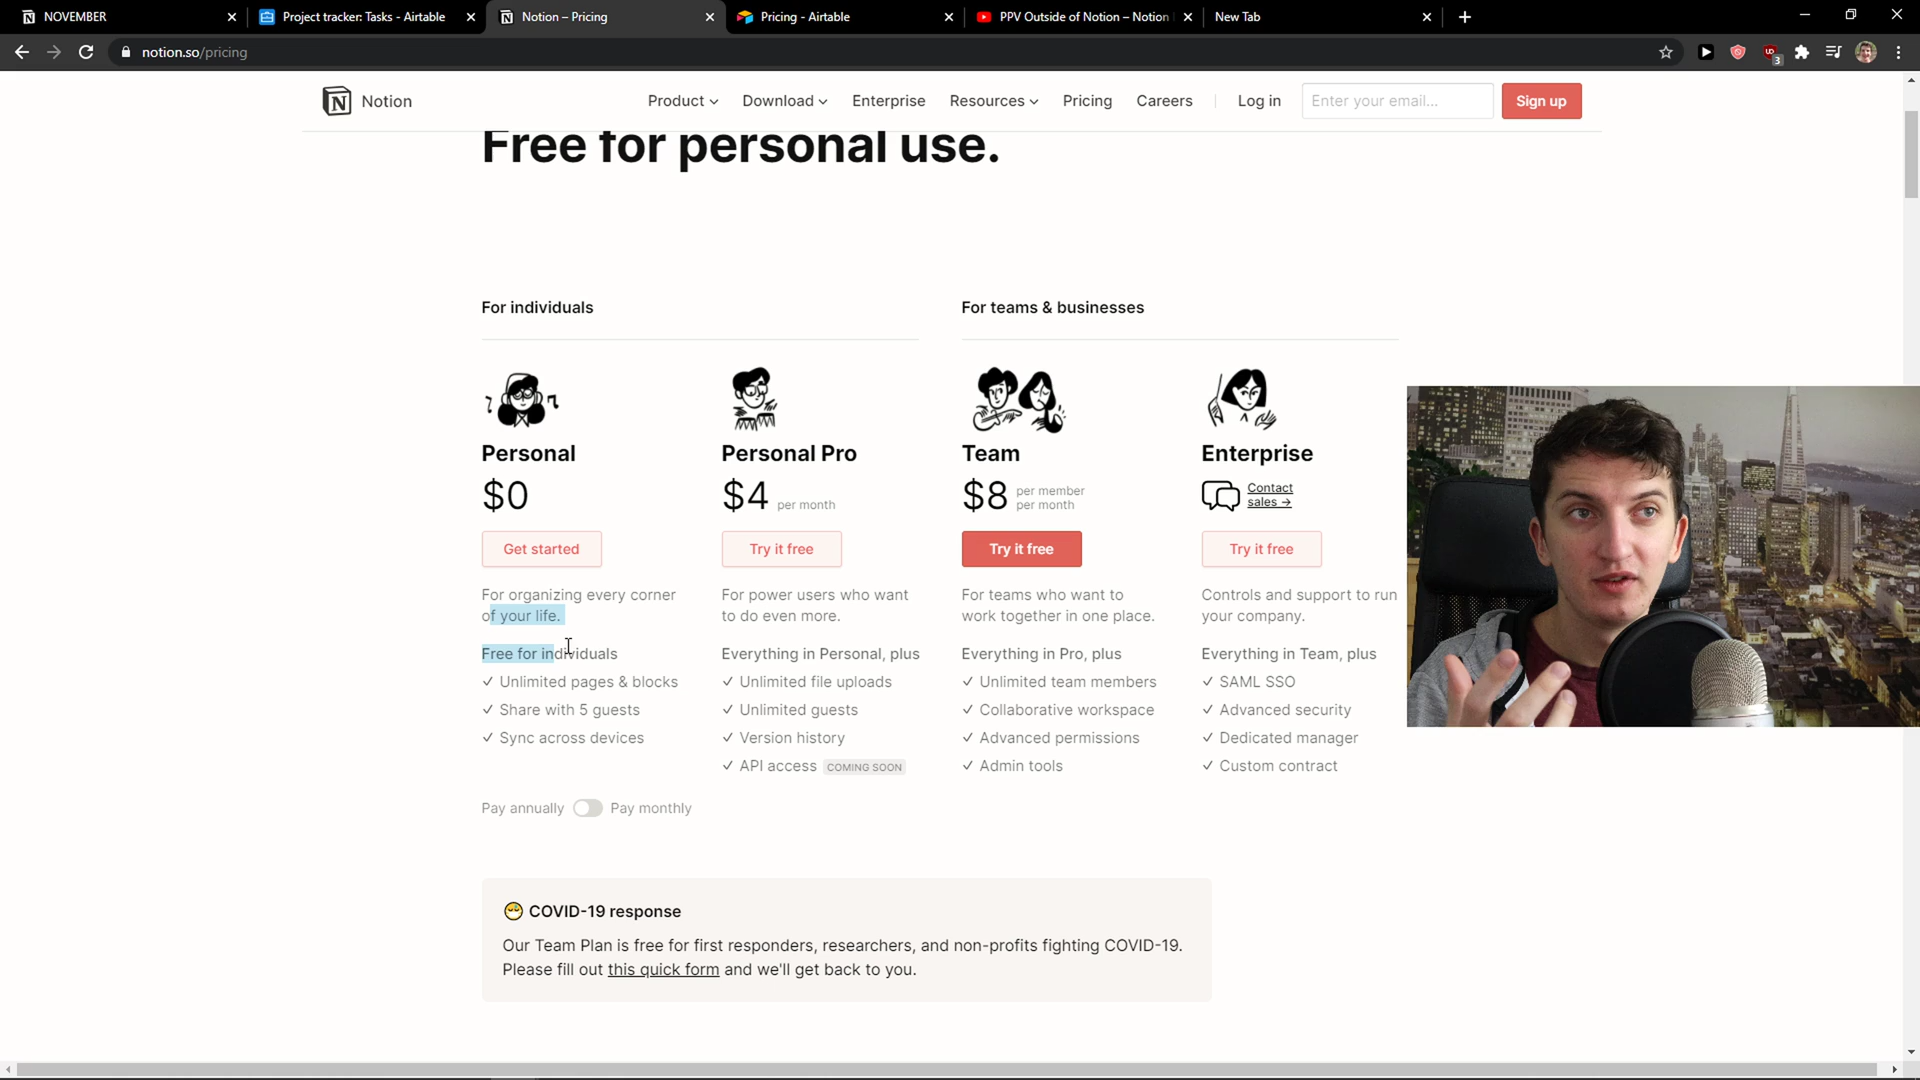 NOVEMBER
Project tracker: Tasks - Airtable
Notion – Pricing
Pricing - Airtable
PPV Outside of Notion – Notion
New Tab
notion.so/pricing
3
Notion
Product
Download
Enterprise
Resources
Pricing
Careers
Log in
Enter your email...
Sign up
Free for personal use.
For individuals
For teams & businesses
Personal
$0
Get started
For organizing every corner
of your life.
Free for individuals
✓ Unlimited pages & blocks
✓ Share with 5 guests
✓ Sync across devices
Personal Pro
$4 per month
Try it free
For power users who want
to do even more.
Everything in Personal, plus
✓ Unlimited file uploads
✓ Unlimited guests
✓ Version history
✓ API access COMING SOON
Team
$8 per member
per month
Try it free
For teams who want to
work together in one place.
Everything in Pro, plus
✓ Unlimited team members
✓ Collaborative workspace
✓ Advanced permissions
✓ Admin tools
Enterprise
Contact
sales →
Try it free
Controls and support to run
your company.
Everything in Team, plus
✓ SAML SSO
✓ Advanced security
✓ Dedicated manager
✓ Custom contract
Pay annually
Pay monthly
COVID-19 response
Our Team Plan is free for first responders, researchers, and non-profits fighting COVID-19.
Please fill out this quick form and we'll get back to you.